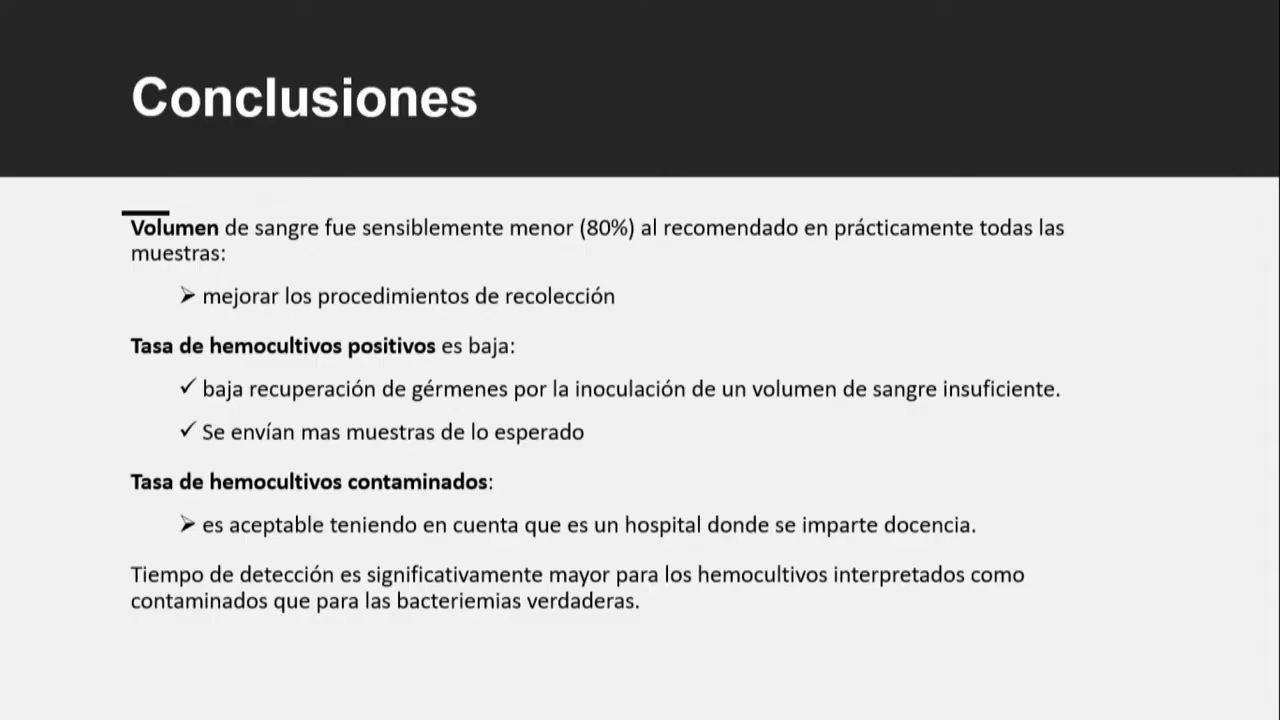 Conclusiones
Volumen de sangre fue sensiblemente menor (80%) al recomendado en prácticamente todas las
muestras:
➢ mejorar los procedimientos de recolección
Tasa de hemocultivos positivos es baja:
✓ baja recuperación de gérmenes por la inoculación de un volumen de sangre insuficiente.
✓ Se envían mas muestras de lo esperado
Tasa de hemocultivos contaminados:
➢ es aceptable teniendo en cuenta que es un hospital donde se imparte docencia.
Tiempo de detección es significativamente mayor para los hemocultivos interpretados como
contaminados que para las bacteriemias verdaderas.